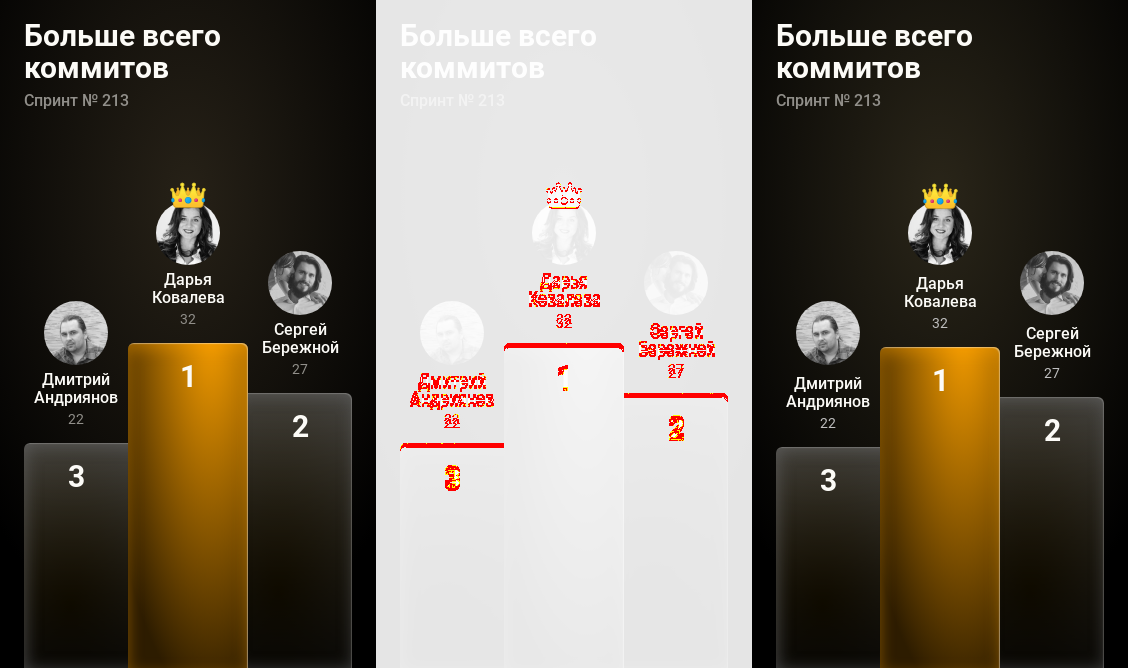 Больше всего
коммитов
Спринт № 213
Дарья
Ковалева
32
Сергей
Бережной
27
Дмитрий
Андриянов
22
1
2
3
Больше всего
коммитов
Спринт № 213
32
27
22
1
2
3
Больше всего
коммитов
Спринт № 213
Дарья
Ковалева
32
Сергей
Бережной
27
Дмитрий
Андриянов
22
1
2
3